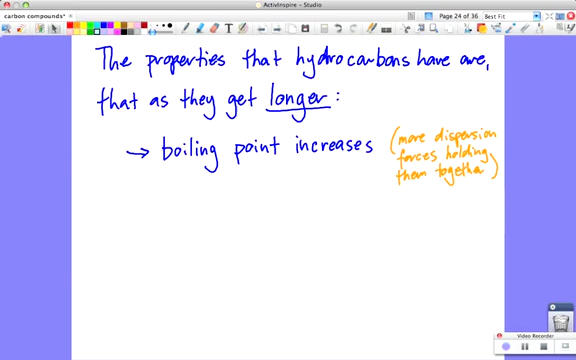 ActivInspire - Studio
carbon compounds*
Page 24 of 36
Best Fit
The properties that hydrocarbons have are,
that as they get longer :
→ boiling point increases
(more dispersion
forces holding
them together)
Video Recorder